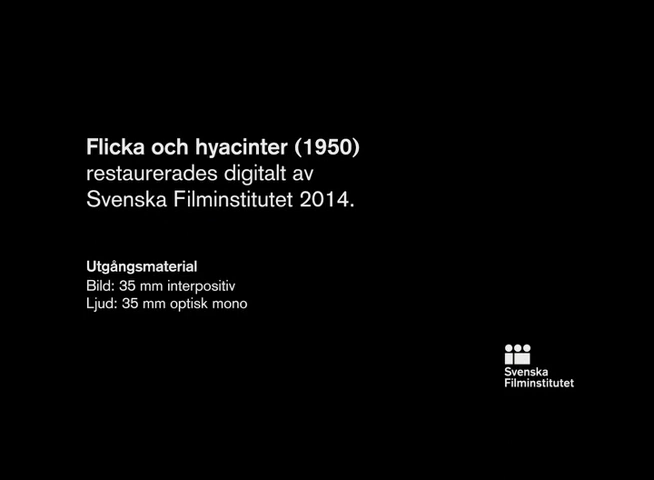 Flicka och hyacinter (1950)
restaurerades digitalt av
Svenska Filminstitutet 2014.
Utgångsmaterial
Bild: 35 mm interpositiv
Ljud: 35 mm optisk mono
Svenska
Filminstitutet